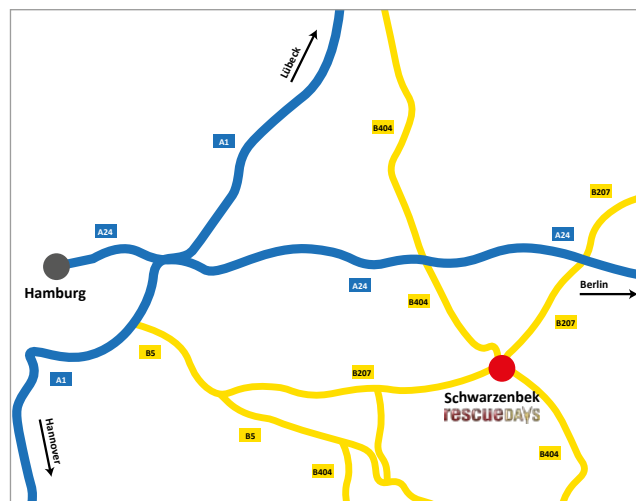 Lübeck
B404
A1
B207
A24
A24
Hamburg
A24
B404
Berlin
B207
B5
B207
A1
Schwarzenbek
rescueDAYS
Hannover
B5
B404
B404